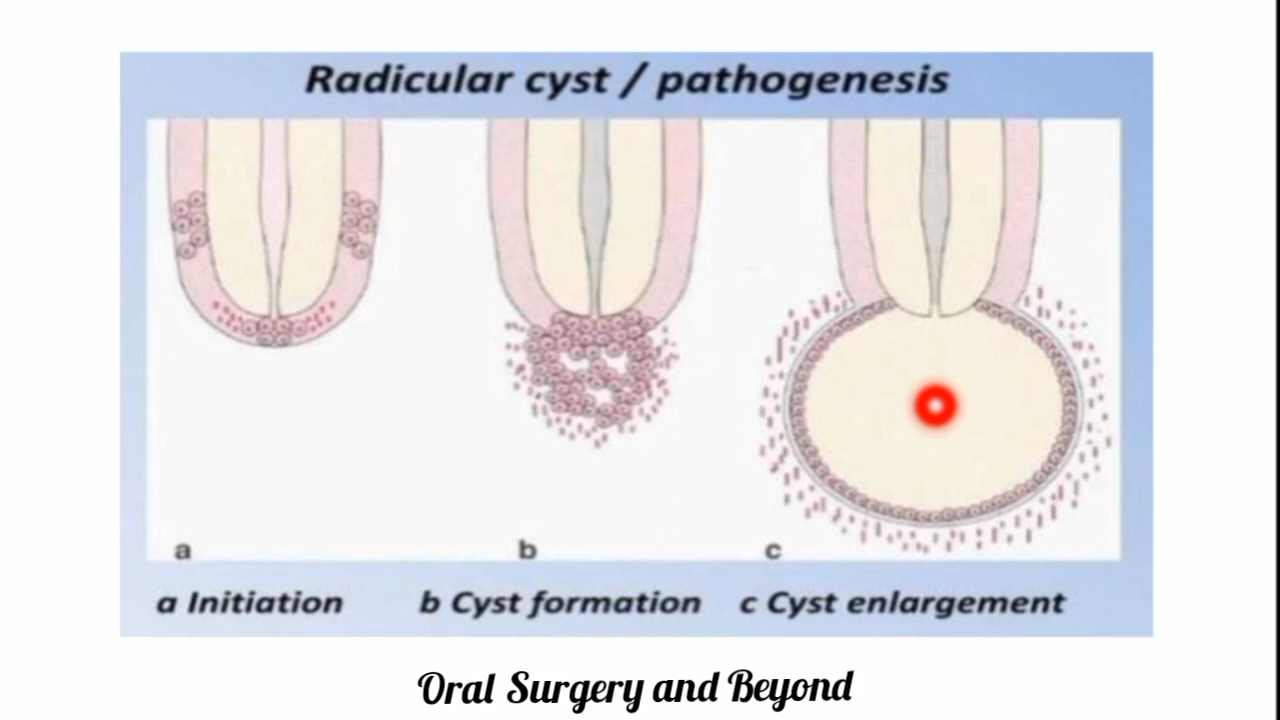 Radicular cyst / pathogenesis
a b c
a Initiation b Cyst formation c Cyst enlargement
Oral Surgery and Beyond